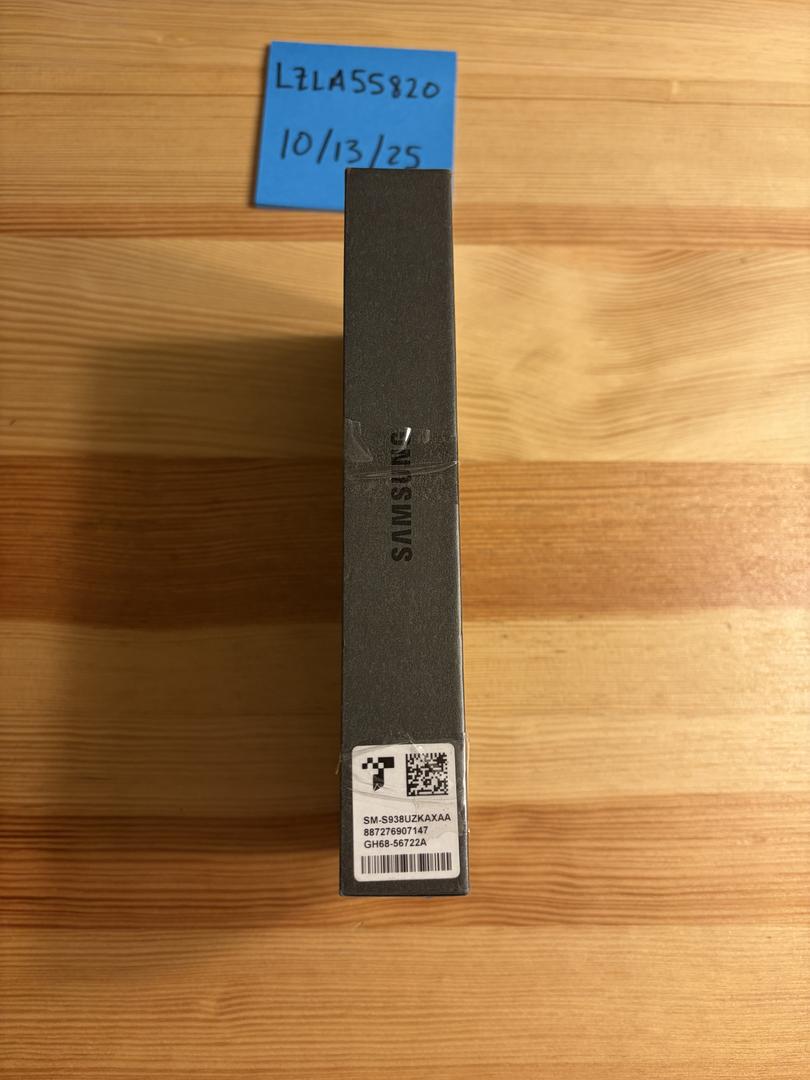 LZLA55820
10/13/25
SAMSUNG
SM-S938UZKAXAA
887276907147
GH68-56722A